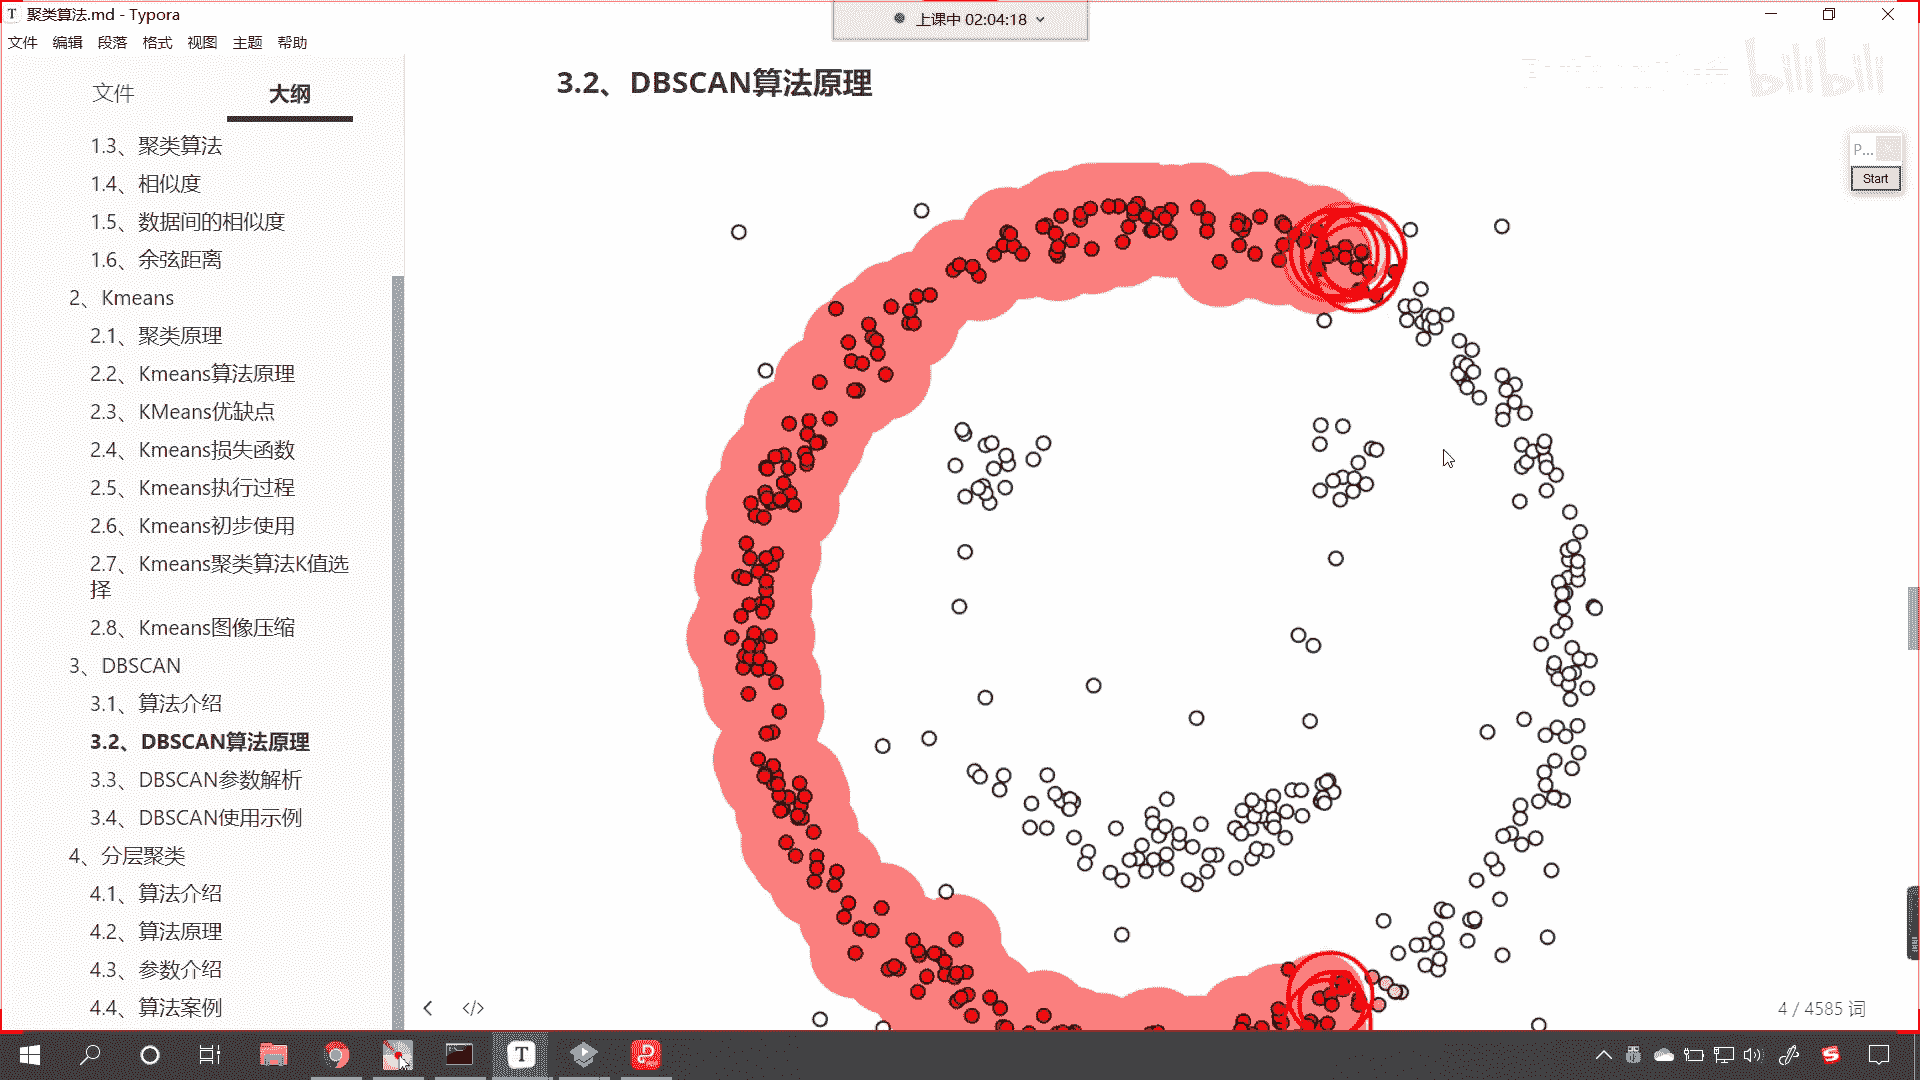 聚类算法.md - Typora
上课中 02:04:18
文件 编辑 段落 格式 视图 主题 帮助
文件 大纲
1.3、聚类算法
1.4、相似度
1.5、数据间的相似度
1.6、余弦距离
2、Kmeans
2.1、聚类原理
2.2、Kmeans算法原理
2.3、KMeans优缺点
2.4、Kmeans损失函数
2.5、Kmeans执行过程
2.6、Kmeans初步使用
2.7、Kmeans聚类算法K值选
择
2.8、Kmeans图像压缩
3、DBSCAN
3.1、算法介绍
3.2、DBSCAN算法原理
3.3、DBSCAN参数解析
3.4、DBSCAN使用示例
4、分层聚类
4.1、算法介绍
4.2、算法原理
4.3、参数介绍
4.4、算法案例
3.2、DBSCAN算法原理
bilibili
P...
Start
4 / 4585 词